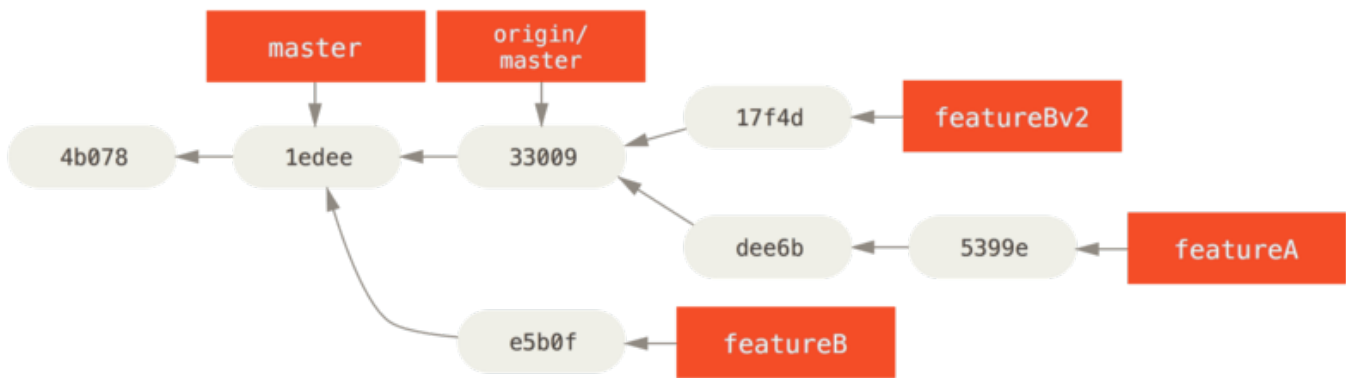 master
origin/
master
17f4d
featureBv2
4b078
1edee
33009
dee6b
5399e
featureA
e5b0f
featureB